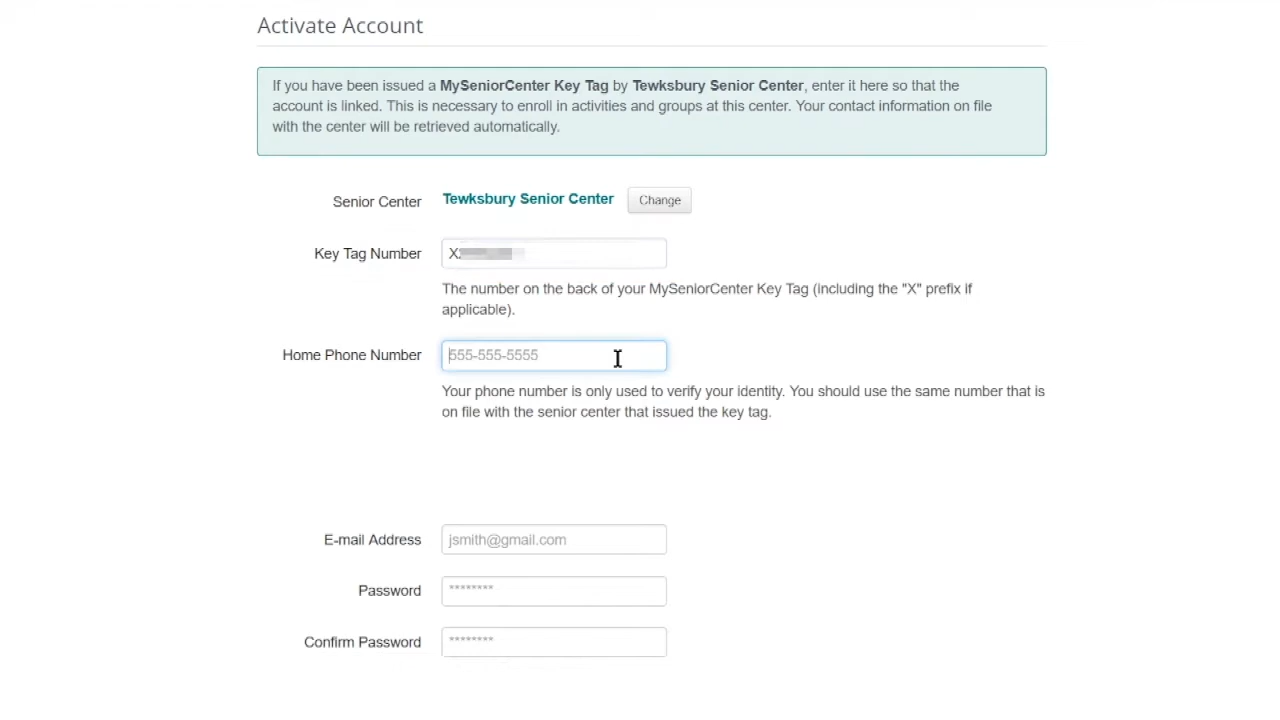 Activate Account
If you have been issued a MySeniorCenter Key Tag by Tewksbury Senior Center, enter it here so that the
account is linked. This is necessary to enroll in activities and groups at this center. Your contact information on file
with the center will be retrieved automatically.
Senior Center Tewksbury Senior Center Change
Key Tag Number
The number on the back of your MySeniorCenter Key Tag (including the "X" prefix if
applicable).
Home Phone Number 555-555-5555
Your phone number is only used to verify your identity. You should use the same number that is
on file with the senior center that issued the key tag.
E-mail Address jsmith@gmail.com
Password ********
Confirm Password ********